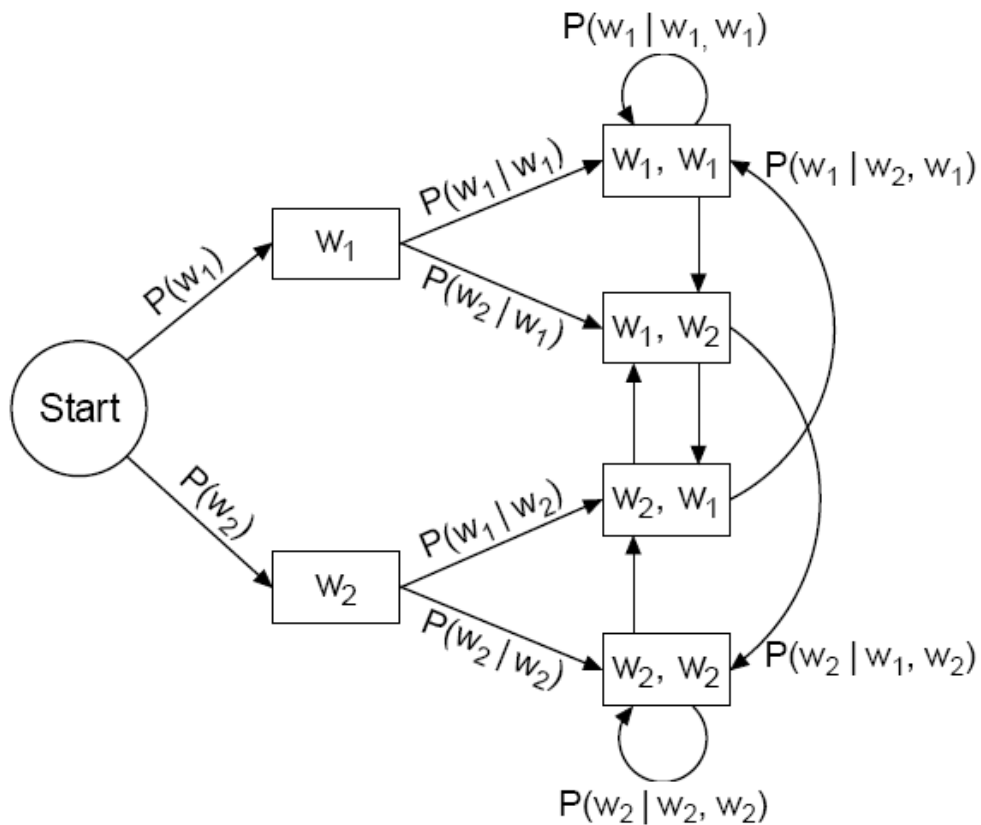 P(w₁ | w₁, w₁)
w₁, w₁
P(w₁ | w₂, w₁)
P(w₁ | w₁)
w₁
P(w₁)
P(w₂ | w₁)
w₁, w₂
Start
P(w₂)
P(w₁ | w₂)
w₂, w₁
w₂
P(w₂ | w₂)
w₂, w₂
P(w₂ | w₁, w₂)
P(w₂ | w₂, w₂)